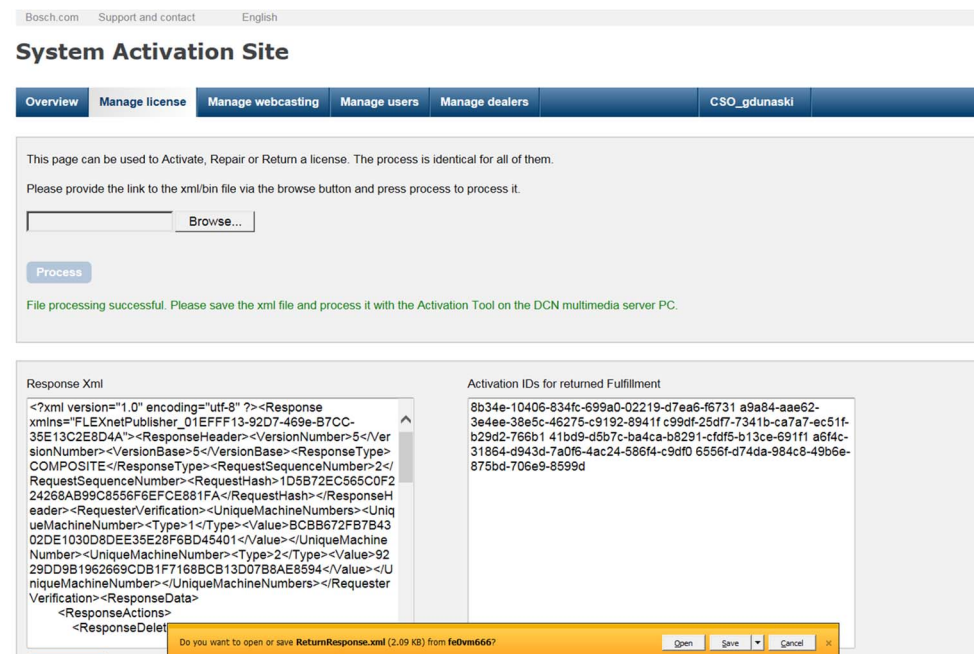 Bosch.com Support and contact English
System Activation Site
Overview Manage license Manage webcasting Manage users Manage dealers CSO_gdunaski
This page can be used to Activate, Repair or Return a license. The process is identical for all of them.
Please provide the link to the xml/bin file via the browse button and press process to process it.
Browse...
Process
File processing successful. Please save the xml file and process it with the Activation Tool on the DCN multimedia server PC.
Response Xml
<?xml version="1.0" encoding="utf-8" ?><Response
xmlns="FLEXnetPublisher_01EFFF13-92D7-469e-B7CC-
35E13C2E8D4A"><ResponseHeader><VersionNumber>5</Ver
sionNumber><VersionBase>5</VersionBase><ResponseType>
COMPOSITE</ResponseType><RequestSequenceNumber>2</
RequestSequenceNumber><RequestHash>1D5B72EC565C0F2
24268AB99C8556F6EFCE881FA</RequestHash></ResponseH
eader><RequesterVerification><UniqueMachineNumbers><Uniq
ueMachineNumber><Type>1</Type><Value>BCBB672FB7B43
02DE1030D8DEE35E28F6BD45401</Value></UniqueMachine
Number><UniqueMachineNumber><Type>2</Type><Value>92
29DD9B1962669CDB1F7168BCB13D07B8AE8594</Value></U
niqueMachineNumber></UniqueMachineNumbers></Requester
Verification><ResponseData>
<ResponseActions>
<ResponseDelet
Activation IDs for returned Fulfillment
8b34e-10406-834fc-699a0-02219-d7ea6-f6731 a9a84-aae62-
3e4ee-38e5c-46275-c9192-8941f c99df-25df7-7341b-ca7a7-ec51f-
b29d2-766b1 41bd9-d5b7c-ba4ca-b8291-cfdf5-b13ce-691f1 a6f4c-
31864-d943d-7a0f6-4ac24-586f4-c9df0 6556f-d74da-984c8-49b6e-
875bd-706e9-8599d
Do you want to open or save ReturnResponse.xml (2.09 KB) from fe0vm666?
Open Save Cancel ×